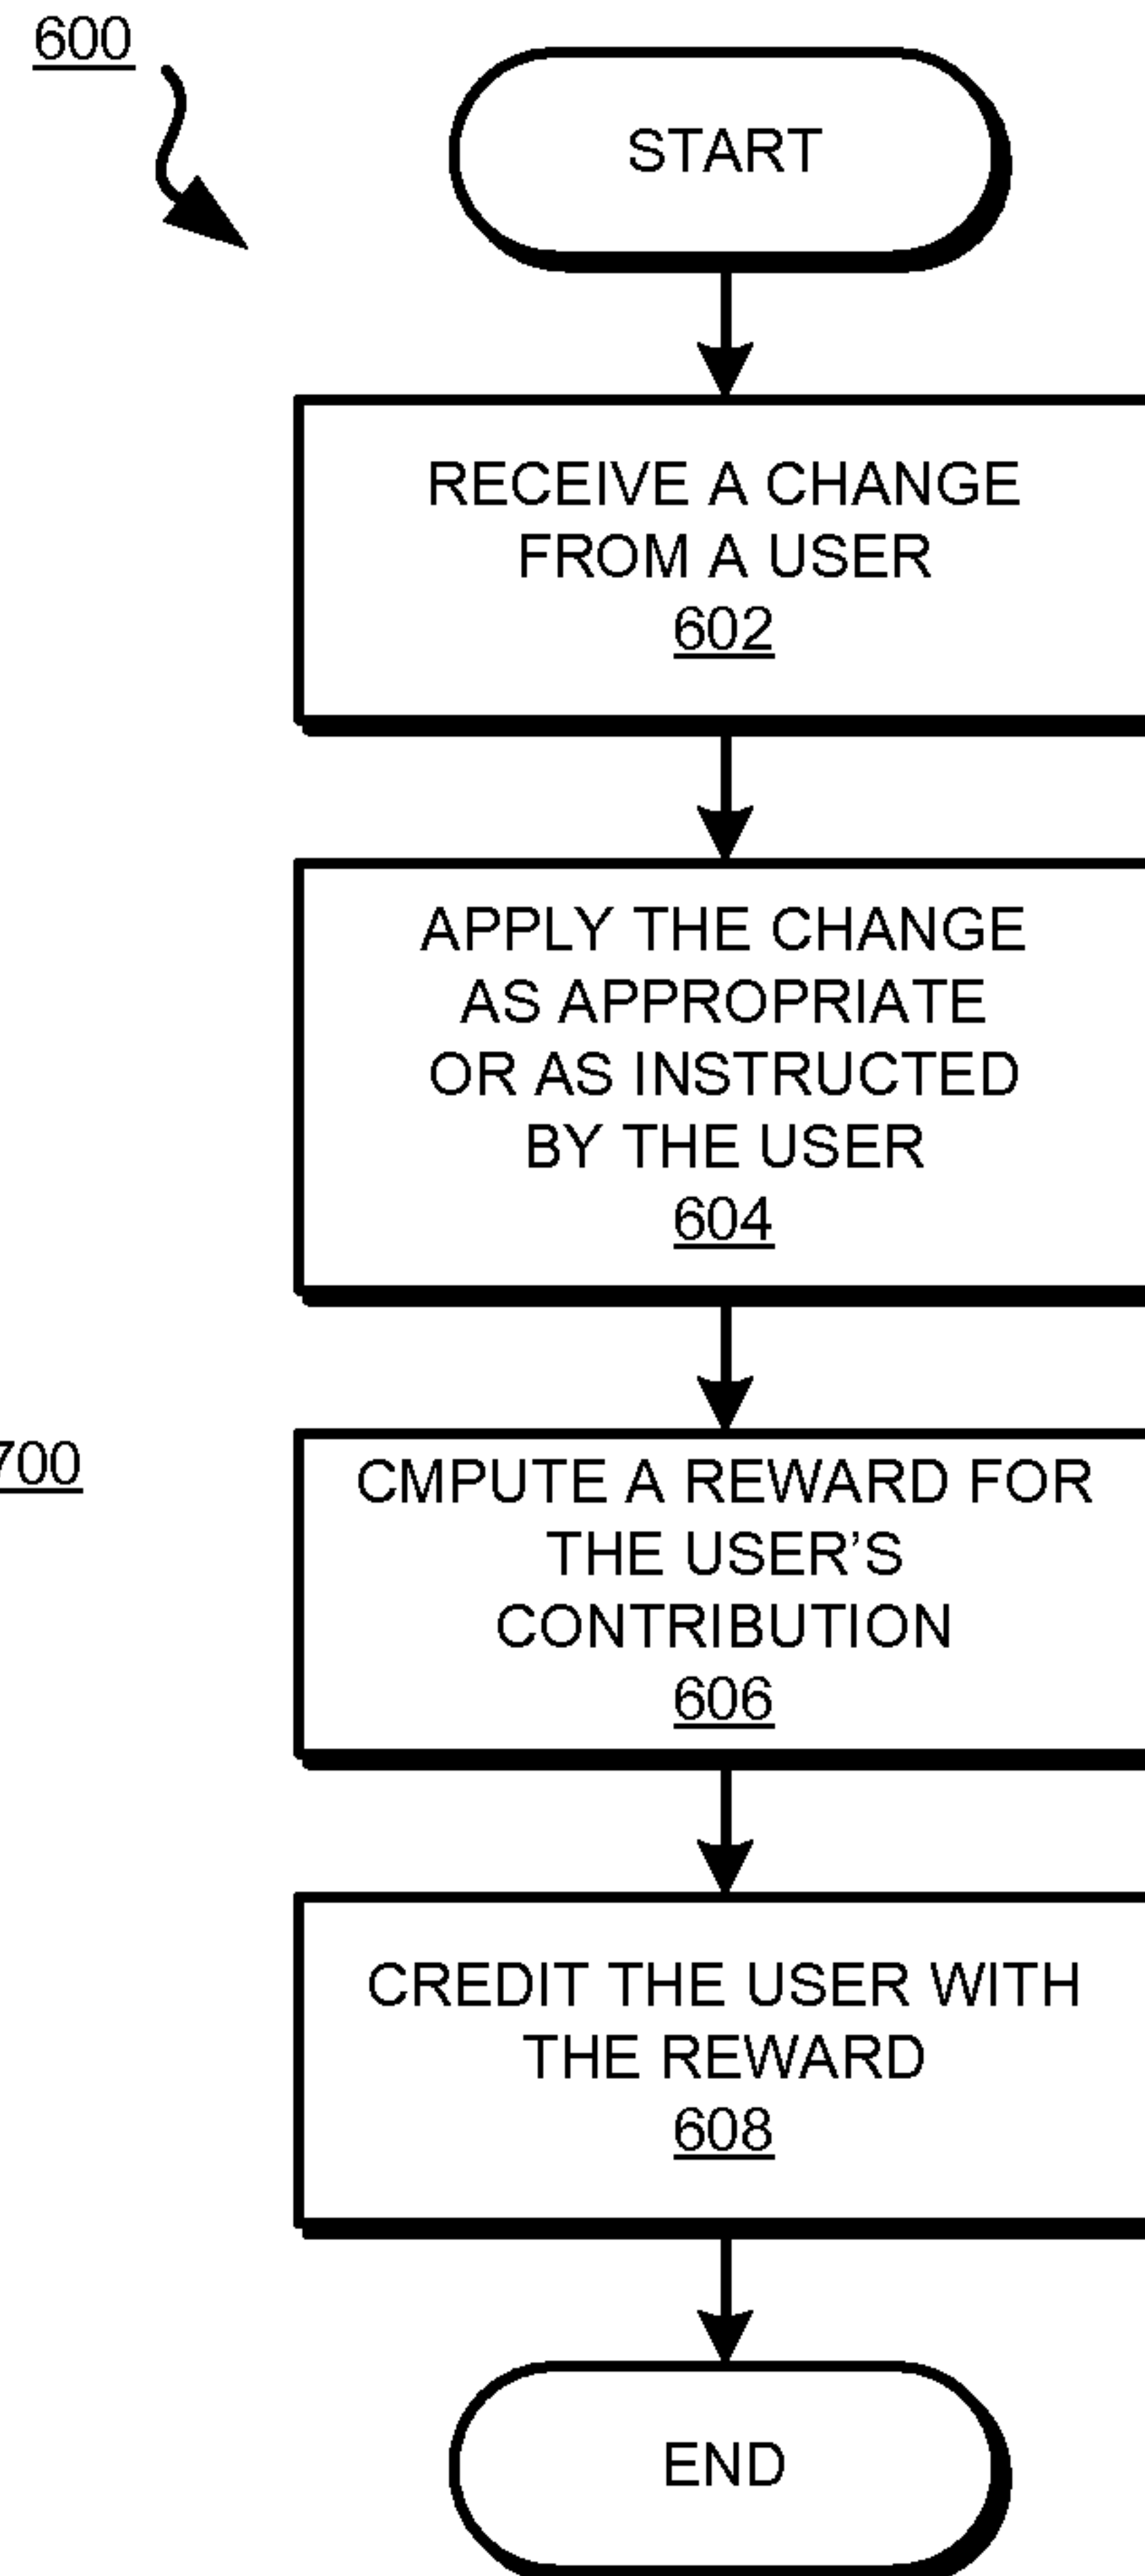 600
START
RECEIVE A CHANGE
FROM A USER
602
APPLY THE CHANGE
AS APPROPRIATE
OR AS INSTRUCTED
BY THE USER
604
700
CMPUTE A REWARD FOR
THE USER’S
CONTRIBUTION
606
CREDIT THE USER WITH
THE REWARD
608
END